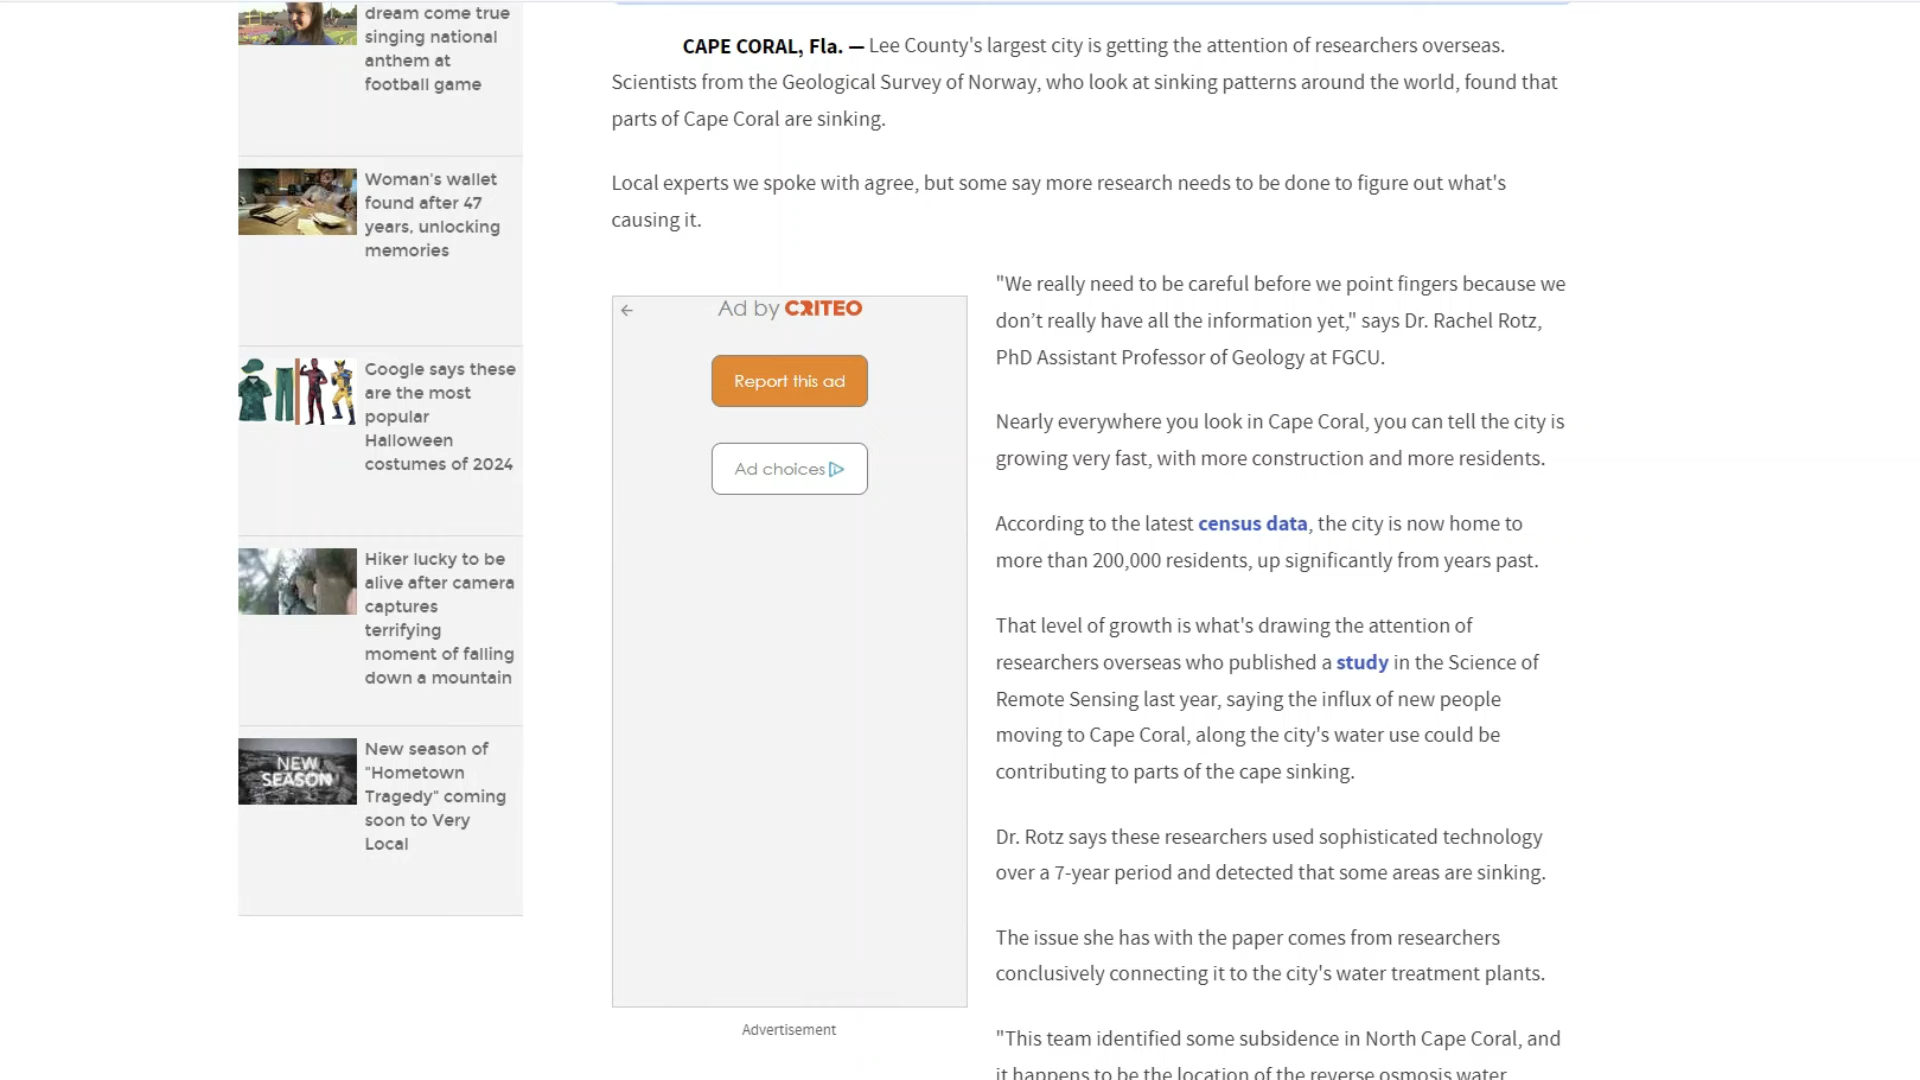 dream come true
singing national
anthem at
football game
Woman's wallet
found after 47
years, unlocking
memories
Google says these
are the most
popular
Halloween
costumes of 2024
Hiker lucky to be
alive after camera
captures
terrifying
moment of falling
down a mountain
NEW
SEASON
New season of
"Hometown
Tragedy" coming
soon to Very
Local
CAPE CORAL, Fla. — Lee County's largest city is getting the attention of researchers overseas.
Scientists from the Geological Survey of Norway, who look at sinking patterns around the world, found that
parts of Cape Coral are sinking.
Local experts we spoke with agree, but some say more research needs to be done to figure out what's
causing it.
Ad by CRITEO
Report this ad
Ad choices
Advertisement
"We really need to be careful before we point fingers because we
don’t really have all the information yet," says Dr. Rachel Rotz,
PhD Assistant Professor of Geology at FGCU.
Nearly everywhere you look in Cape Coral, you can tell the city is
growing very fast, with more construction and more residents.
According to the latest census data, the city is now home to
more than 200,000 residents, up significantly from years past.
That level of growth is what's drawing the attention of
researchers overseas who published a study in the Science of
Remote Sensing last year, saying the influx of new people
moving to Cape Coral, along the city's water use could be
contributing to parts of the cape sinking.
Dr. Rotz says these researchers used sophisticated technology
over a 7-year period and detected that some areas are sinking.
The issue she has with the paper comes from researchers
conclusively connecting it to the city's water treatment plants.
"This team identified some subsidence in North Cape Coral, and
it happens to be the location of the reverse osmosis water